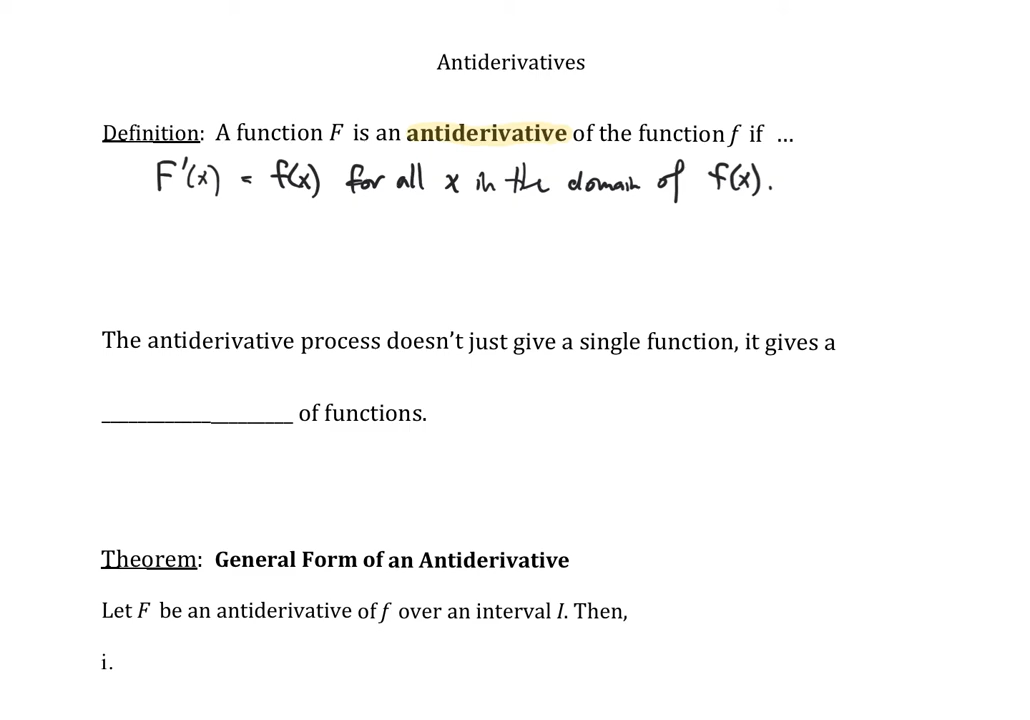 Antiderivatives
Definition: A function F is an antiderivative of the function f if …
F'(x) = f(x) for all x in the domain of f(x).
The antiderivative process doesn’t just give a single function, it gives a
____________________ of functions.
Theorem: General Form of an Antiderivative
Let F be an antiderivative of f over an interval I. Then,
i.